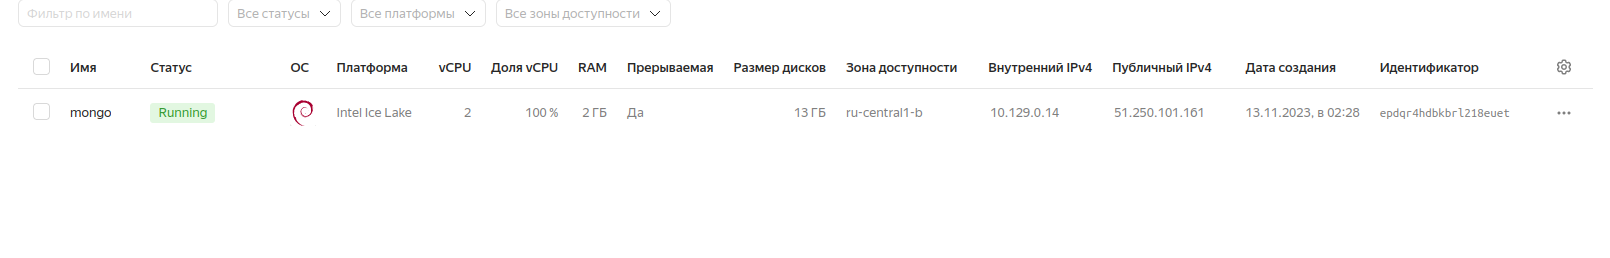 Фильтр по имени Все статусы Все платформы Все зоны доступности
Имя Статус ОС Платформа vCPU Доля vCPU RAM Прерываемая Размер дисков Зона доступности Внутренний IPv4 Публичный IPv4 Дата создания Идентификатор
mongo Running Intel Ice Lake 2 100 % 2 ГБ Да 13 ГБ ru-central1-b 10.129.0.14 51.250.101.161 13.11.2023, в 02:28 epdqr4hdbkbrl218euet